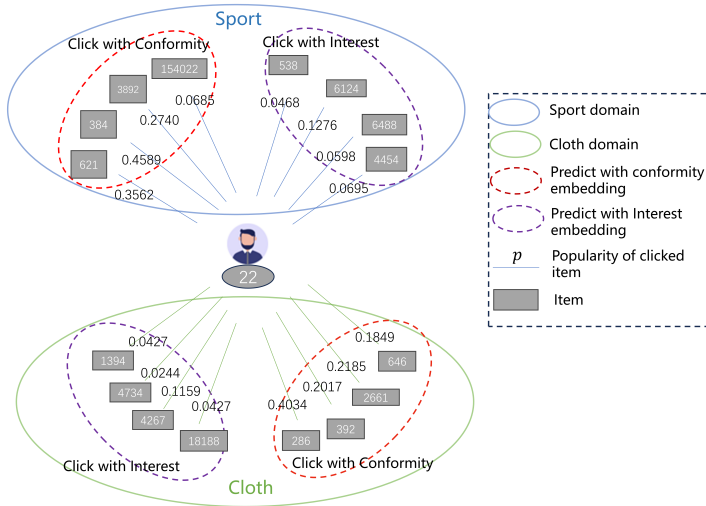 Sport
Click with Conformity
Click with Interest
154022
538
3892
6124
0.0685
0.0468
0.2740
0.1276
384
6488
0.4589
0.0598
621
4454
0.3562
0.0695
22
0.0427
0.1849
1394
646
0.0244
0.2185
4734
0.1159
0.2017
2661
0.0427
0.4034
4267
392
18188
286
Click with Interest
Click with Conformity
Cloth
Sport domain
Cloth domain
Predict with conformity
embedding
Predict with Interest
embedding
p
Popularity of clicked
item
Item